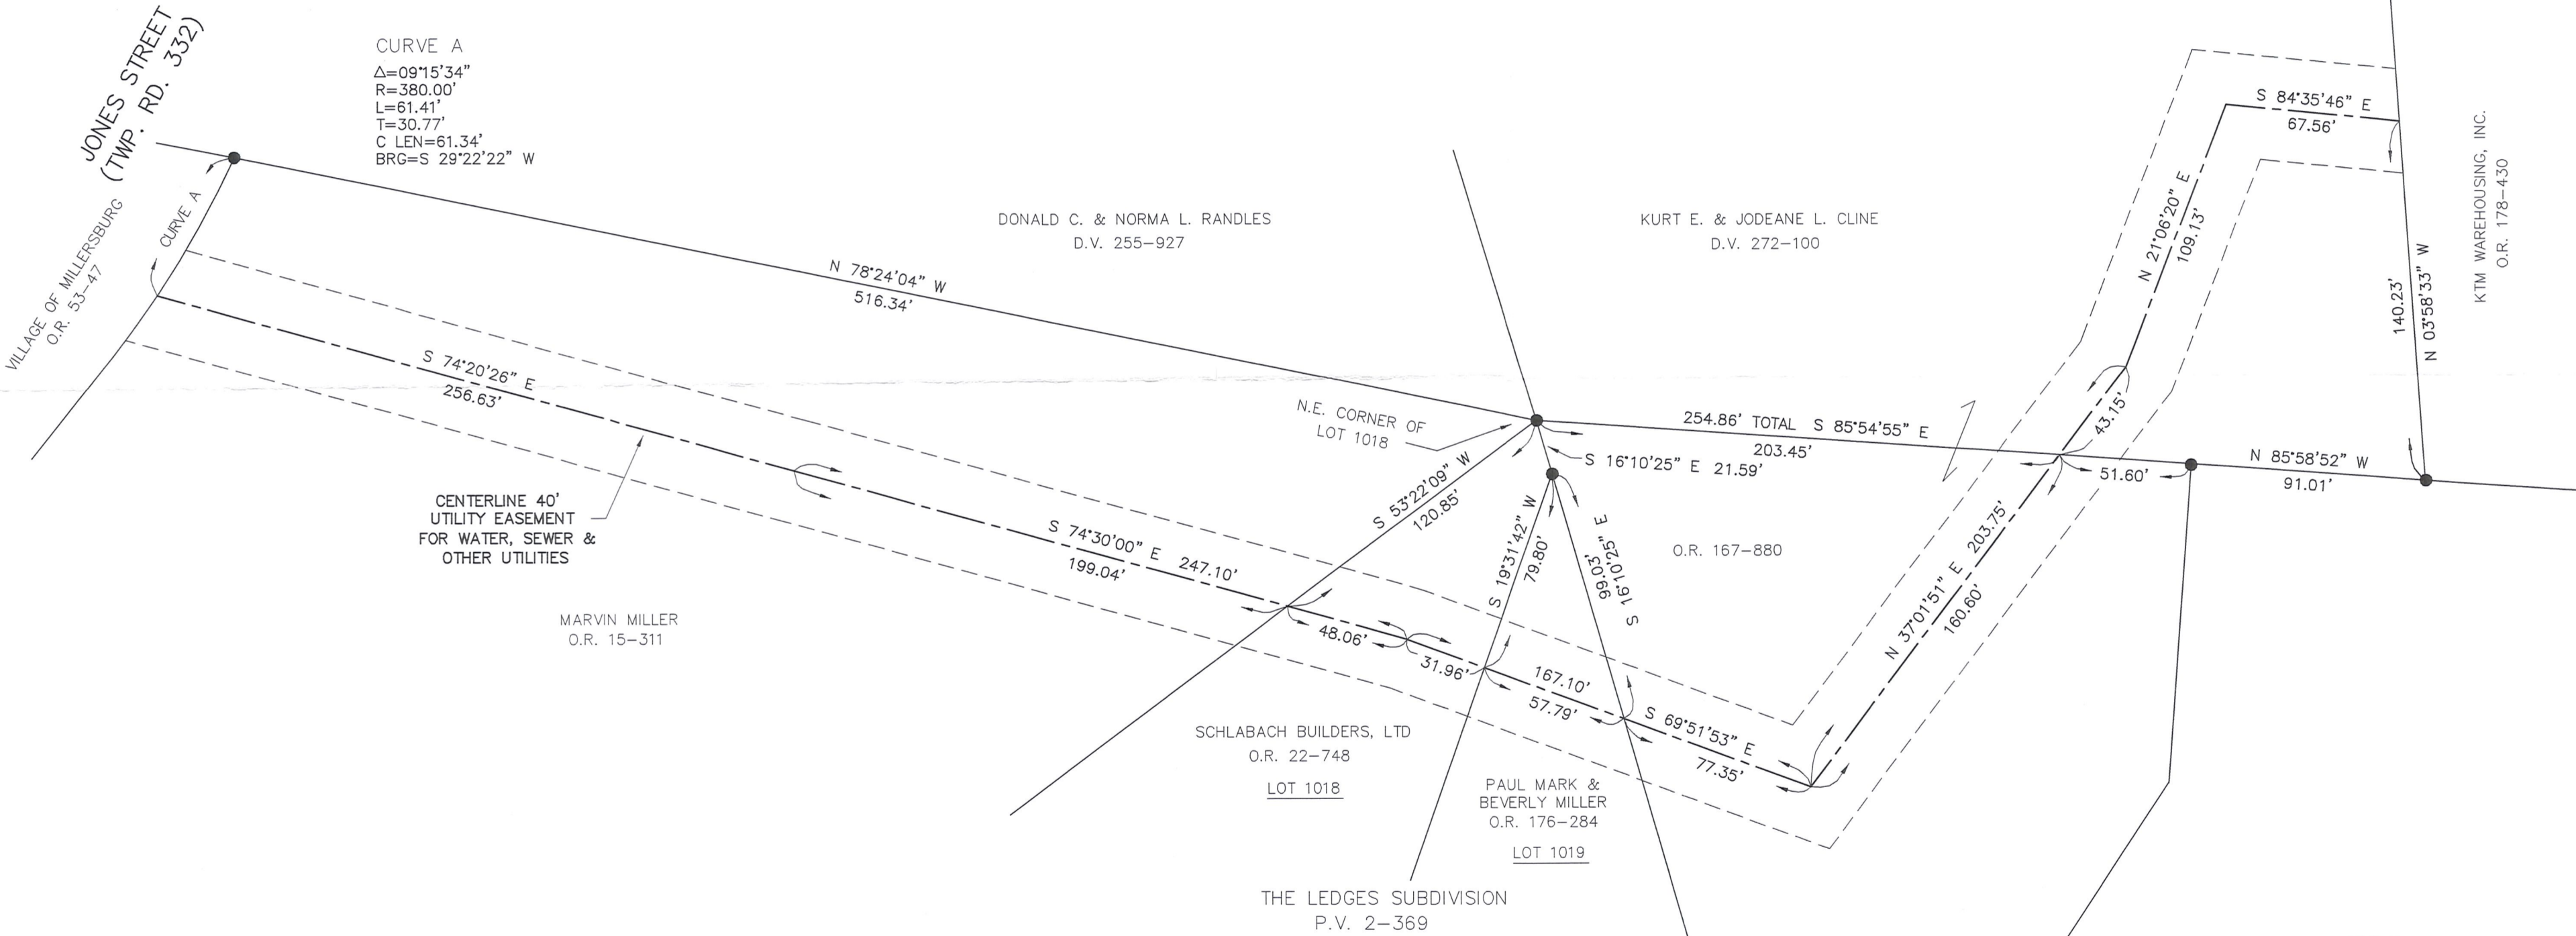 JONES STREET
(TWP. RD. 332)
CURVE A
Δ=09°15'34"
R=380.00'
L=61.41'
T=30.77'
C LEN=61.34'
BRG=S 29°22'22" W
VILLAGE OF MILLERSBURG
O.R. 53-47
CURVE A
DONALD C. & NORMA L. RANDLES
D.V. 255-927
KURT E. & JODEANE L. CLINE
D.V. 272-100
KTM WAREHOUSING, INC.
O.R. 178-430
S 84°35'46" E
67.56'
N 21°06'20" E
109.13'
140.23'
N 03°58'33" W
N 78°24'04" W
516.34'
S 74°20'26" E
256.63'
N.E. CORNER OF
LOT 1018
254.86' TOTAL S 85°54'55" E
203.45'
43.15'
51.60'
N 85°58'52" W
91.01'
S 16°10'25" E 21.59'
S 53°22'09" W
120.85'
S 19°31'42" W
79.80'
99.03'
S 16°10'25" E
O.R. 167-880
N 37°01'51" E 203.75'
160.60'
CENTERLINE 40'
UTILITY EASEMENT
FOR WATER, SEWER &
OTHER UTILITIES
S 74°30'00" E 247.10'
199.04'
MARVIN MILLER
O.R. 15-311
48.06'
31.96'
167.10'
57.79'
S 69°51'53" E
77.35'
SCHLABACH BUILDERS, LTD
O.R. 22-748
LOT 1018
PAUL MARK &
BEVERLY MILLER
O.R. 176-284
LOT 1019
THE LEDGES SUBDIVISION
P.V. 2-369